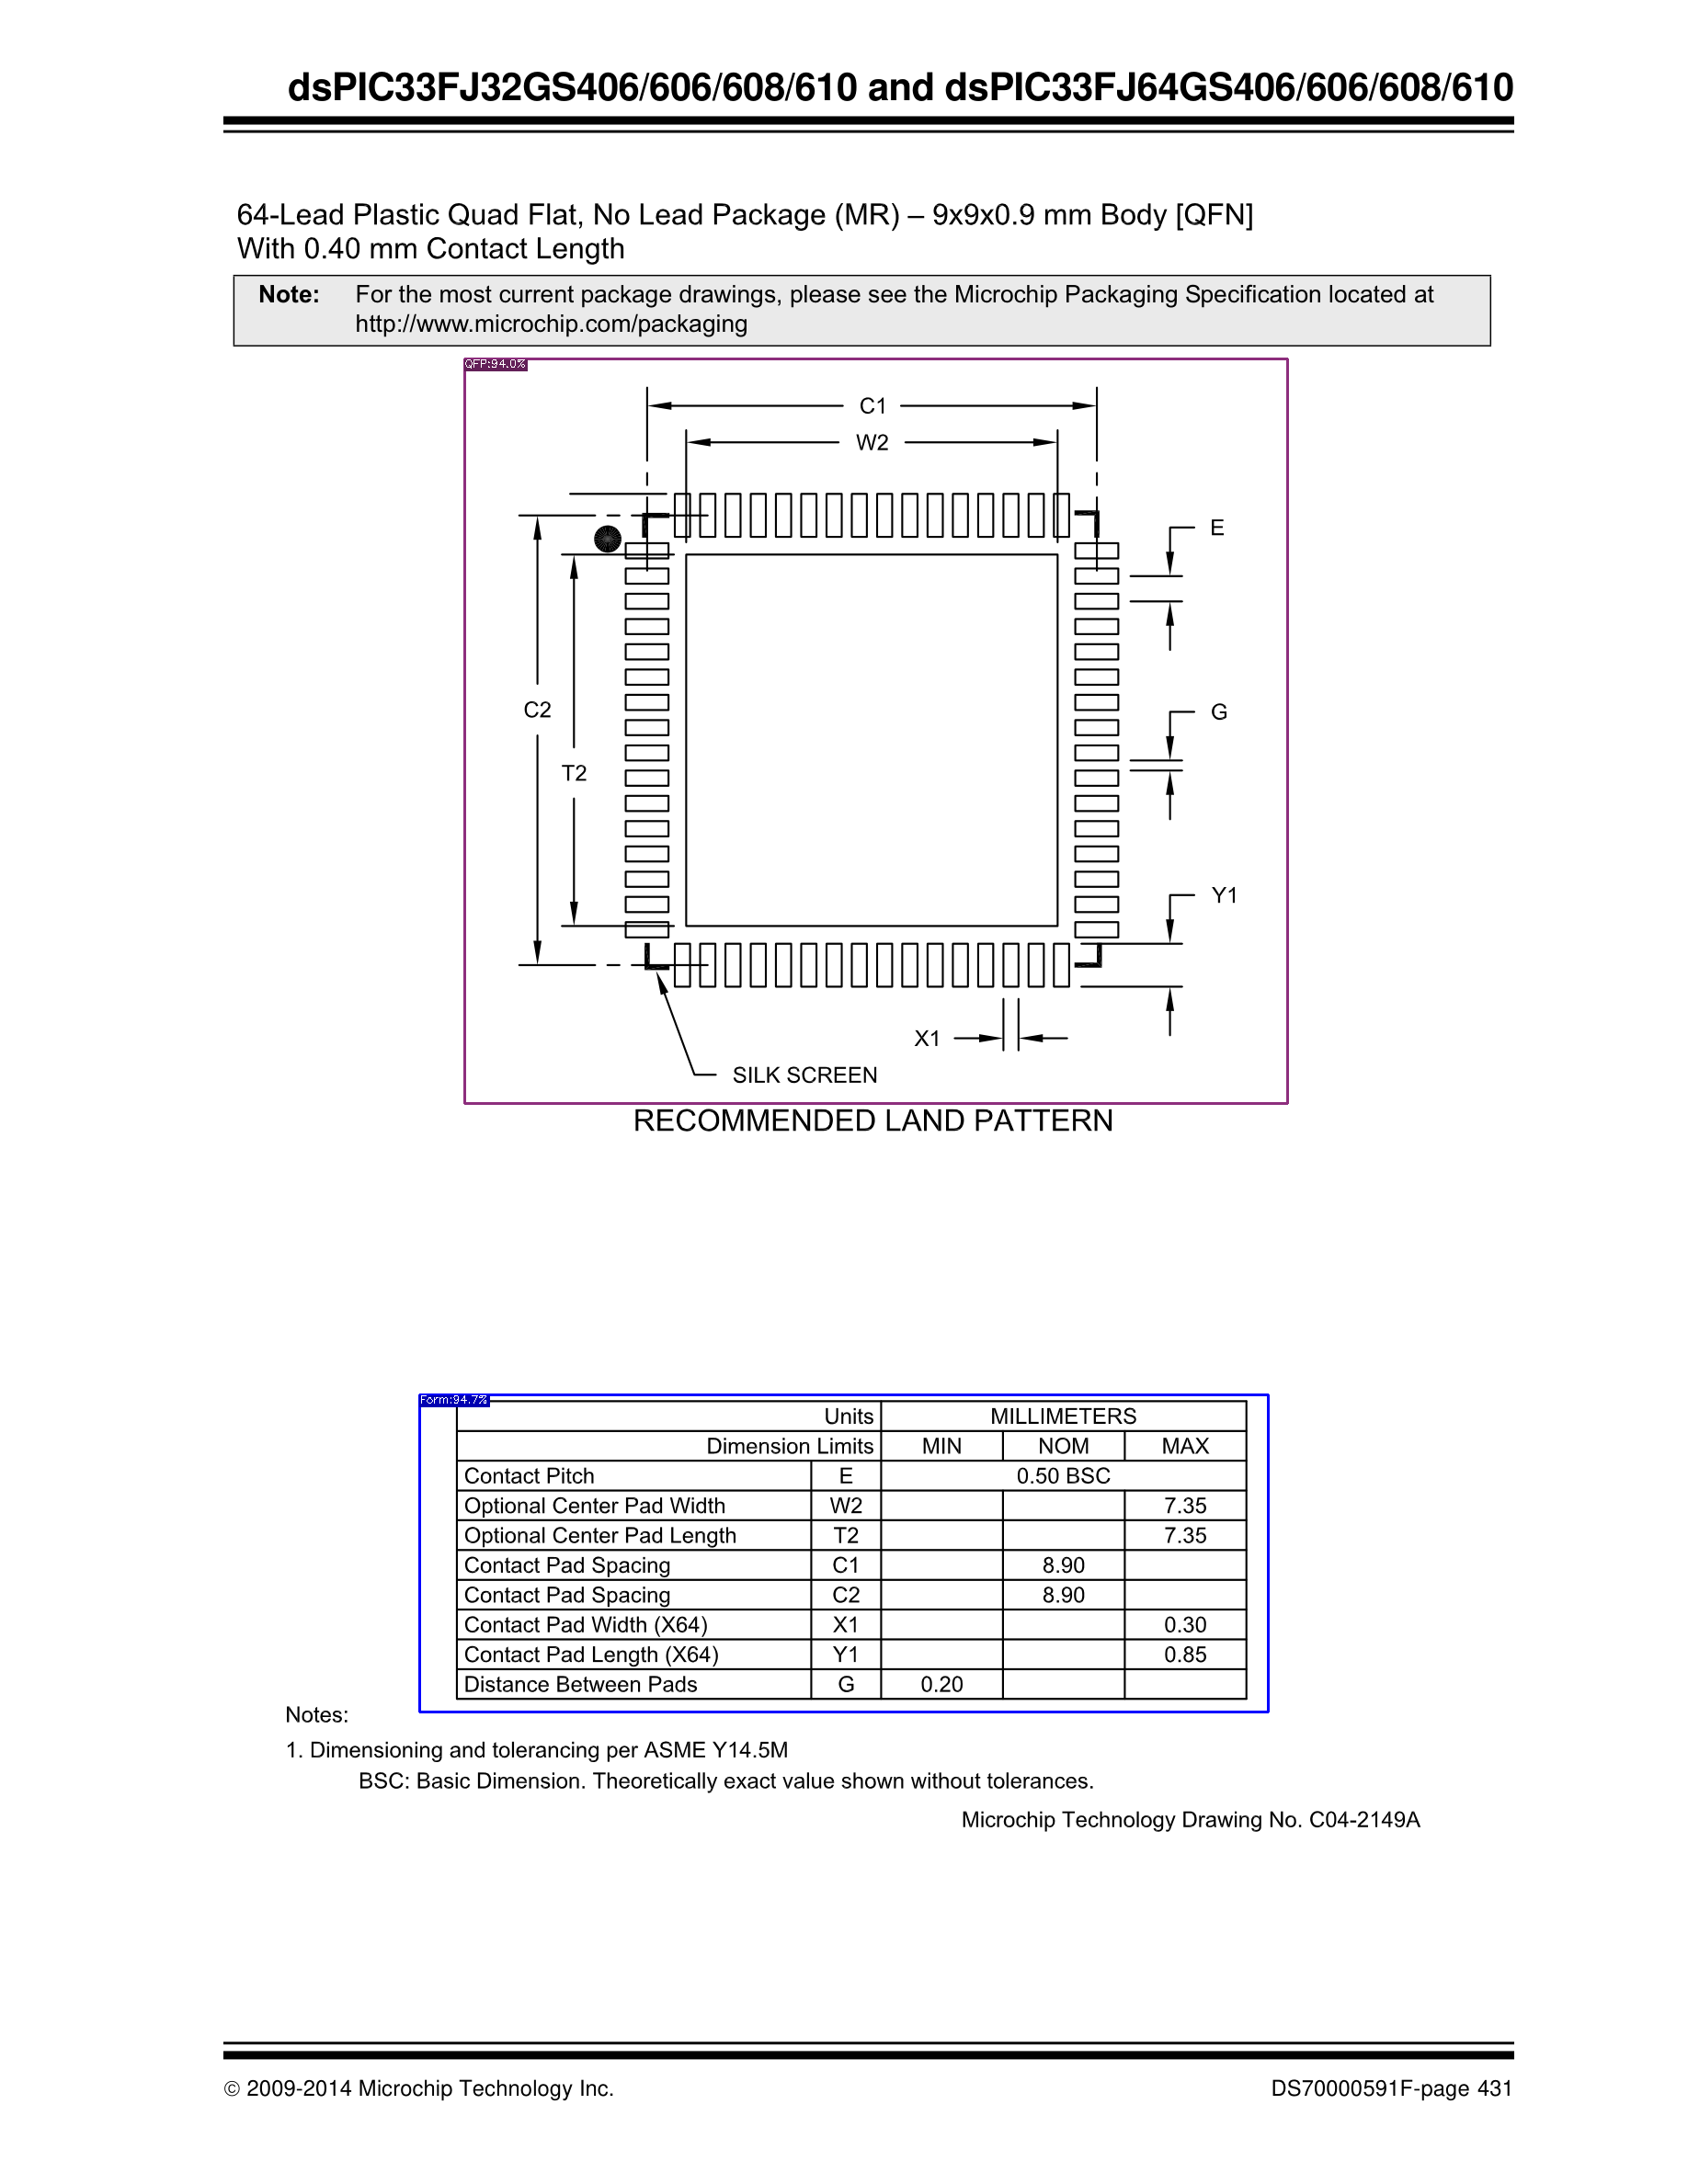 dsPIC33FJ32GS406/606/608/610 and dsPIC33FJ64GS406/606/608/610
64-Lead Plastic Quad Flat, No Lead Package (MR) – 9x9x0.9 mm Body [QFN]
With 0.40 mm Contact Length
Note: For the most current package drawings, please see the Microchip Packaging Specification located at
http://www.microchip.com/packaging
QFP:94.0%
C1
W2
E
C2
G
T2
Y1
X1
SILK SCREEN
RECOMMENDED LAND PATTERN
Form:94.7%
Units MILLIMETERS
Dimension Limits MIN NOM MAX
Contact Pitch E 0.50 BSC
Optional Center Pad Width W2 7.35
Optional Center Pad Length T2 7.35
Contact Pad Spacing C1 8.90
Contact Pad Spacing C2 8.90
Contact Pad Width (X64) X1 0.30
Contact Pad Length (X64) Y1 0.85
Distance Between Pads G 0.20
Notes:
1. Dimensioning and tolerancing per ASME Y14.5M
BSC: Basic Dimension. Theoretically exact value shown without tolerances.
Microchip Technology Drawing No. C04-2149A
© 2009-2014 Microchip Technology Inc. DS70000591F-page 431